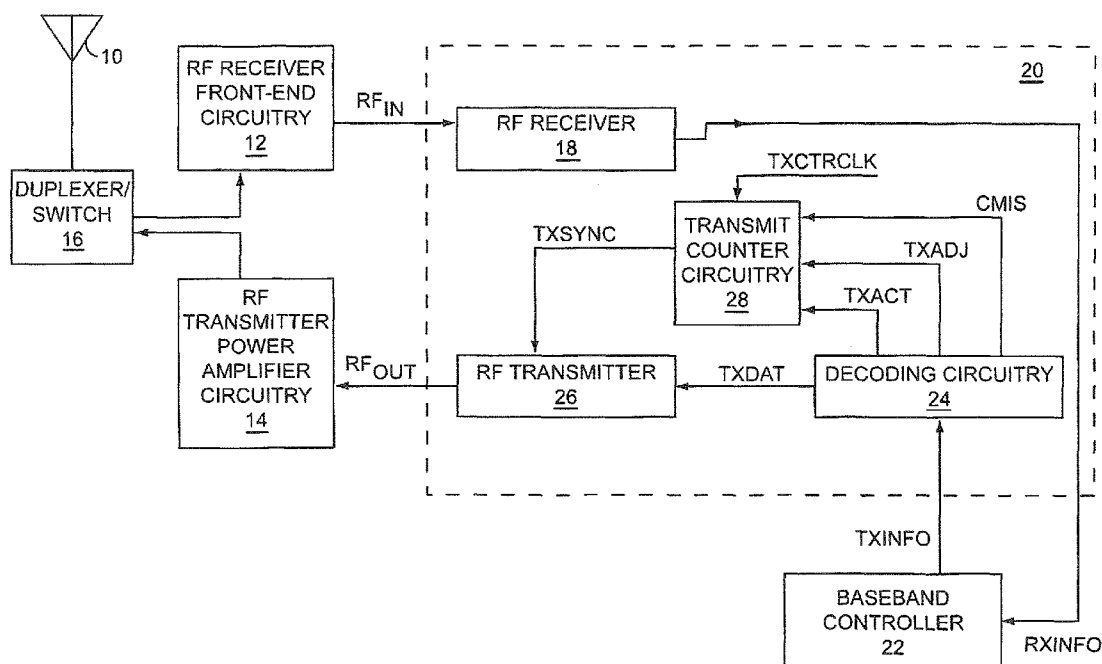 10
RF RECEIVER
FRONT-END
CIRCUITRY
12
RF IN
20
RF RECEIVER
18
TXCTRCLK
DUPLEXER/
SWITCH
16
TXSYNC
TRANSMIT
COUNTER
CIRCUITRY
28
CMIS
TXADJ
TXACT
RF
TRANSMITTER
POWER
AMPLIFIER
CIRCUITRY
14
RF OUT
RF TRANSMITTER
26
TXDAT
DECODING CIRCUITRY
24
TXINFO
BASEBAND
CONTROLLER
22
RXINFO